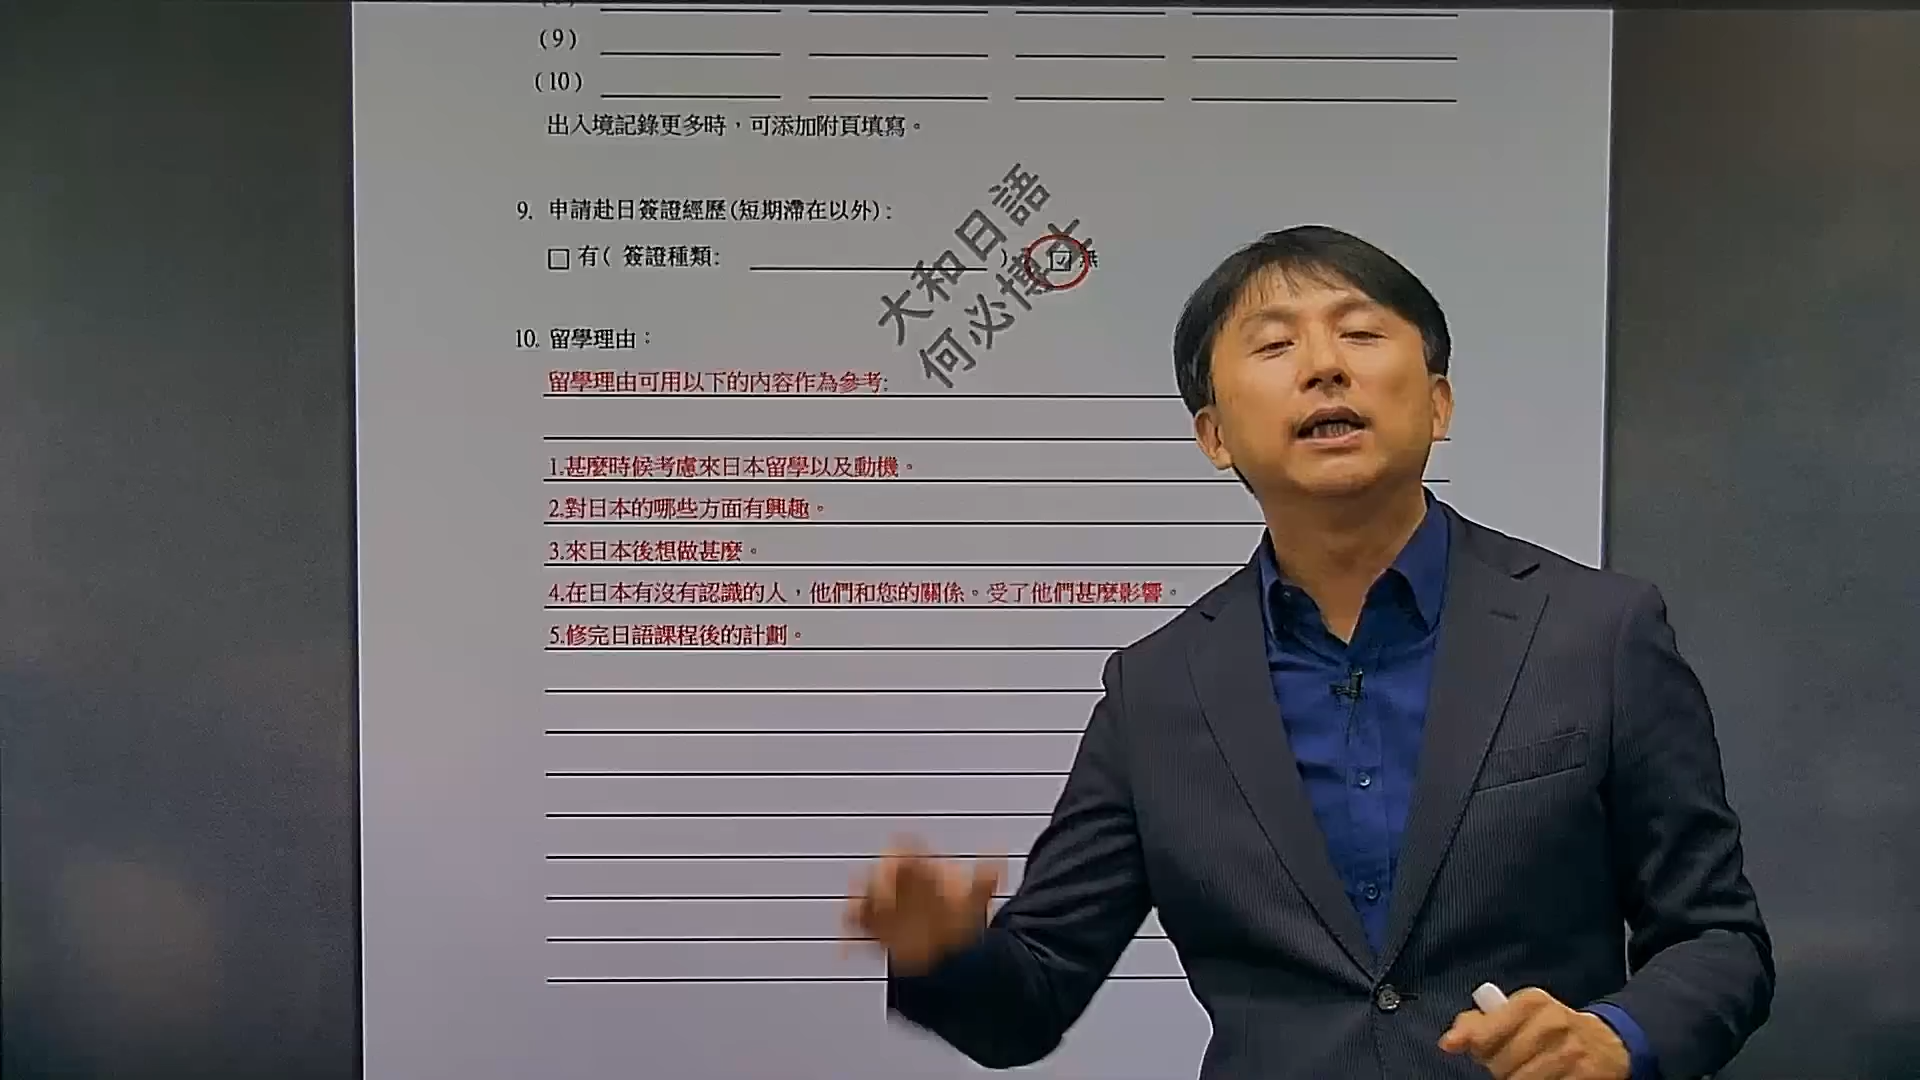 (9)
(10)
出入境記錄更多時，可添加附頁填寫。
9. 申請赴日簽證經歷(短期滯在以外):
□ 有( 簽證種類: ) ☑ 無
大和日語
何必博士
10. 留學理由：
留學理由可用以下的內容作為參考:
1.甚麼時候考慮來日本留學以及動機。
2.對日本的哪些方面有興趣。
3.來日本後想做甚麼。
4.在日本有沒有認識的人，他們和您的關係。受了他們甚麼影響。
5.修完日語課程後的計劃。